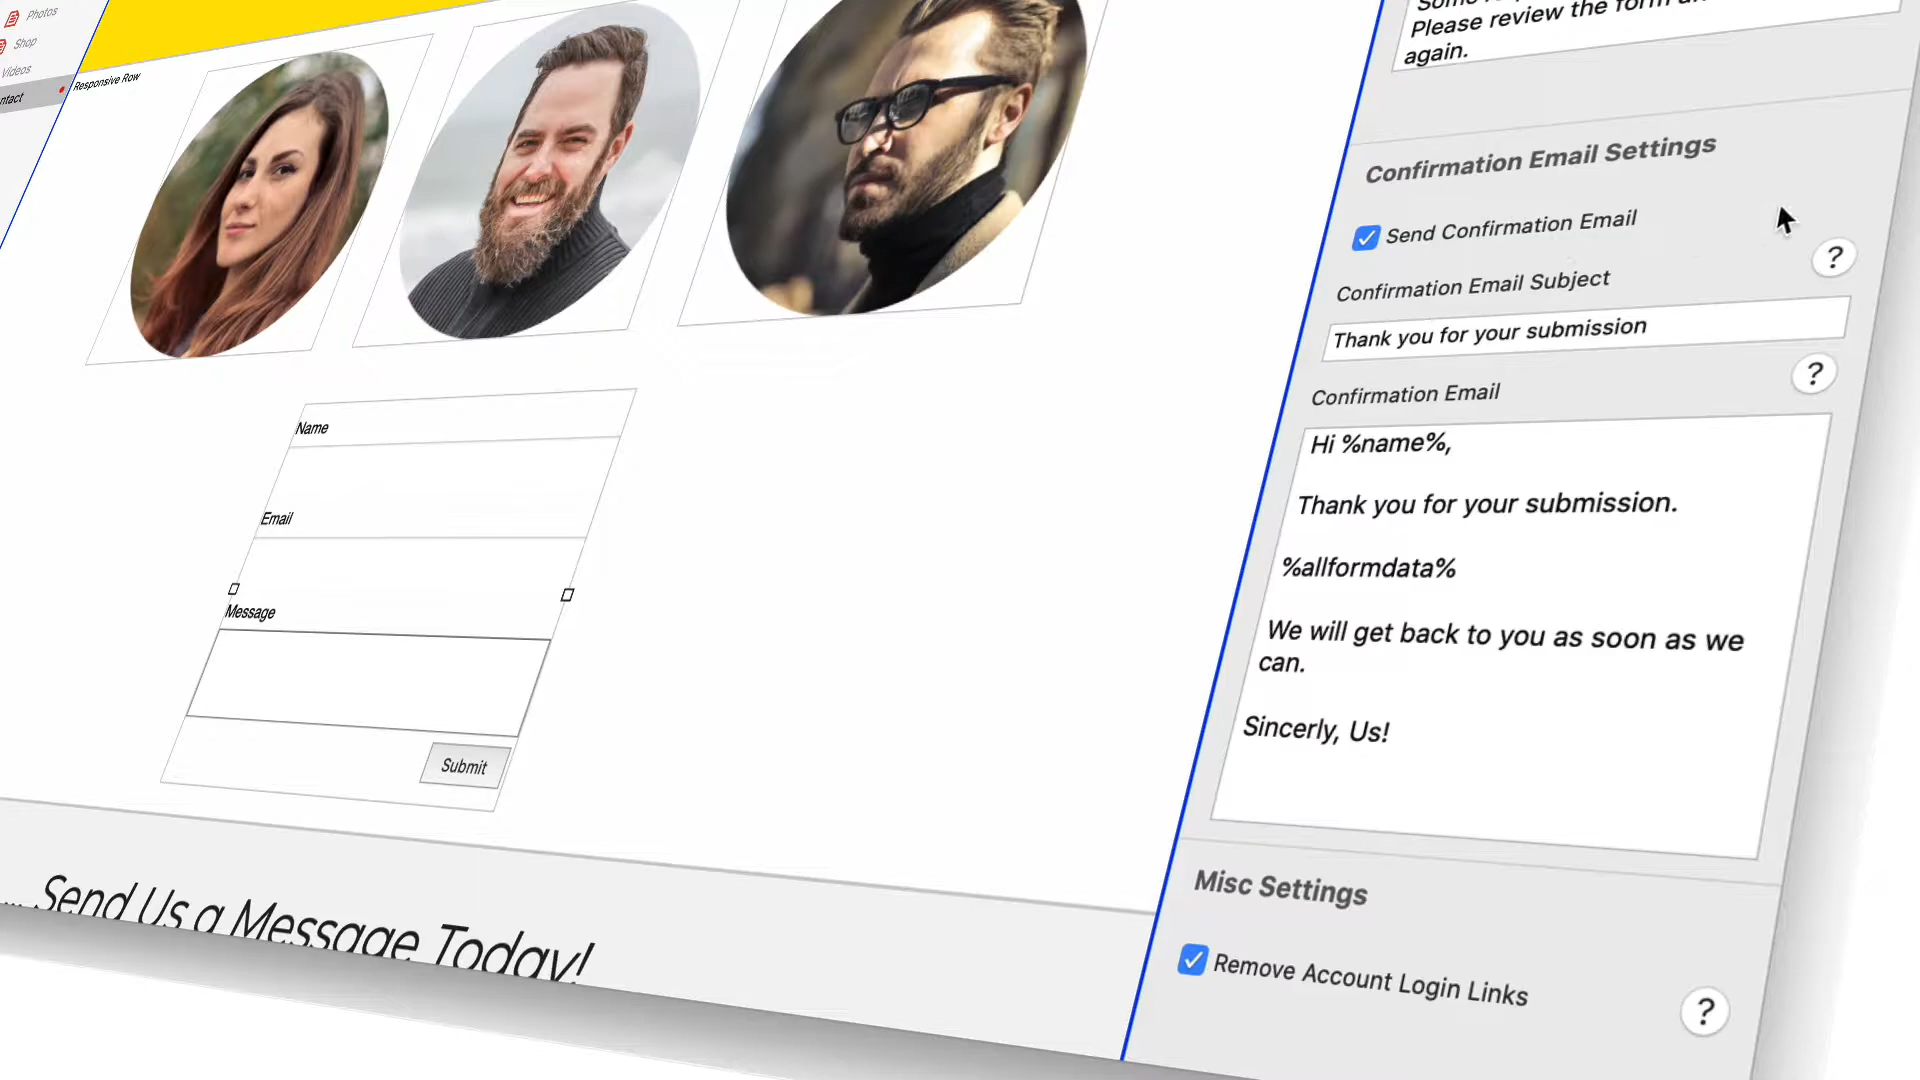 Photos
Shop
Videos
ntact
Responsive Row
Name
Email
Message
Submit
... Send Us a Message Today!
Please review the form
again.
Confirmation Email Settings
Send Confirmation Email
?
Confirmation Email Subject
Thank you for your submission
?
Confirmation Email
Hi %name%,
Thank you for your submission.
%allformdata%
We will get back to you as soon as we
can.
Sincerely, Us!
Misc Settings
Remove Account Login Links
?